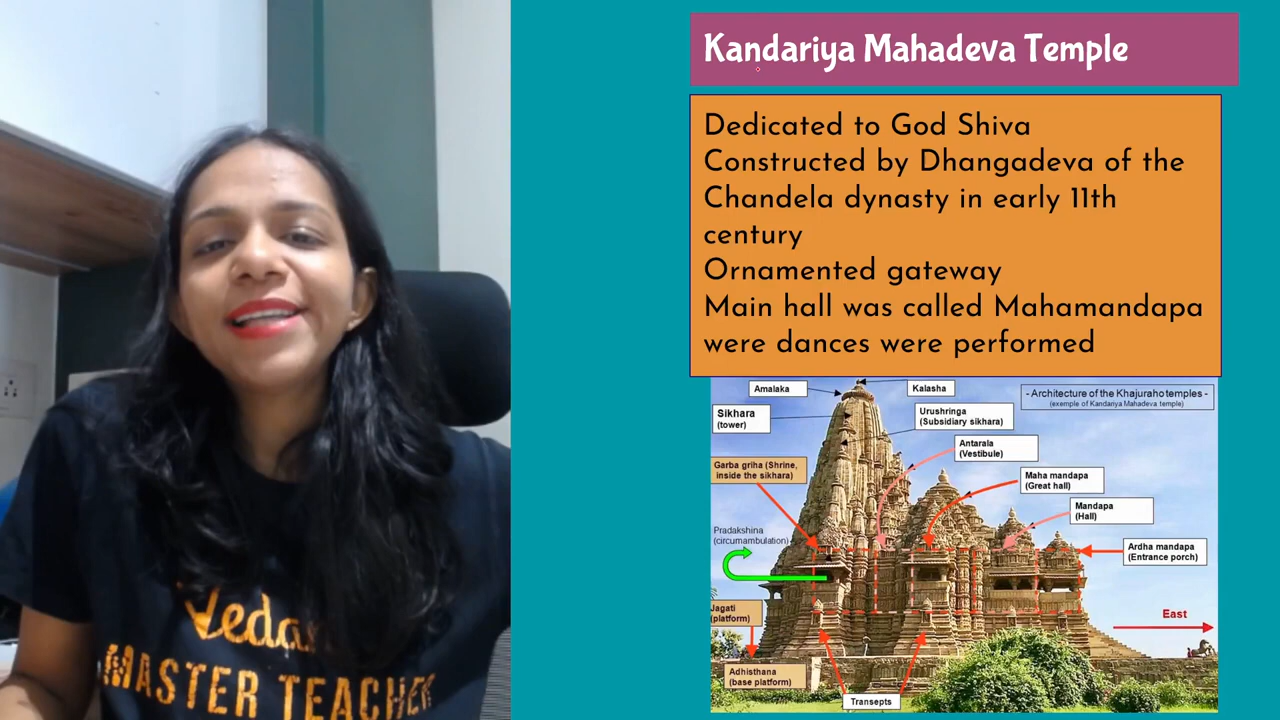 Kandariya Mahadeva Temple
Dedicated to God Shiva
Constructed by Dhangadeva of the
Chandela dynasty in early 11th
century
Ornamented gateway
Main hall was called Mahamandapa
were dances were performed
Amalaka
Kalasha
- Architecture of the Khajuraho temples -
(exemple of Kandariya Mahadeva temple)
Sikhara
(tower)
Urushringa
(Subsidiary sikhara)
Antarala
(Vestibule)
Garba griha (Shrine,
inside the sikhara)
Maha mandapa
(Great hall)
Mandapa
(Hall)
Pradakshina
(circumambulation)
Ardha mandapa
(Entrance porch)
Jagati
(platform)
East
Adhisthana
(base platform)
Transepts
MASTER TEACHER